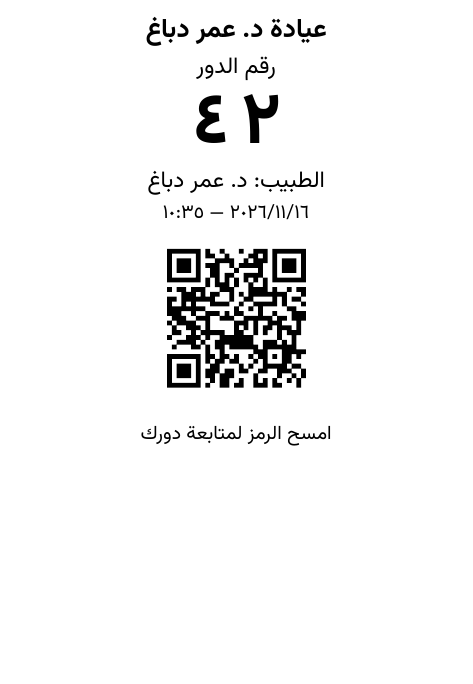 عيادة د. عمر دباغ
رقم الدور
٤٢
الطبيب: د. عمر دباغ
٢٠٢٦/١١/١٦ — ١٠:٣٥
امسح الرمز لمتابعة دورك